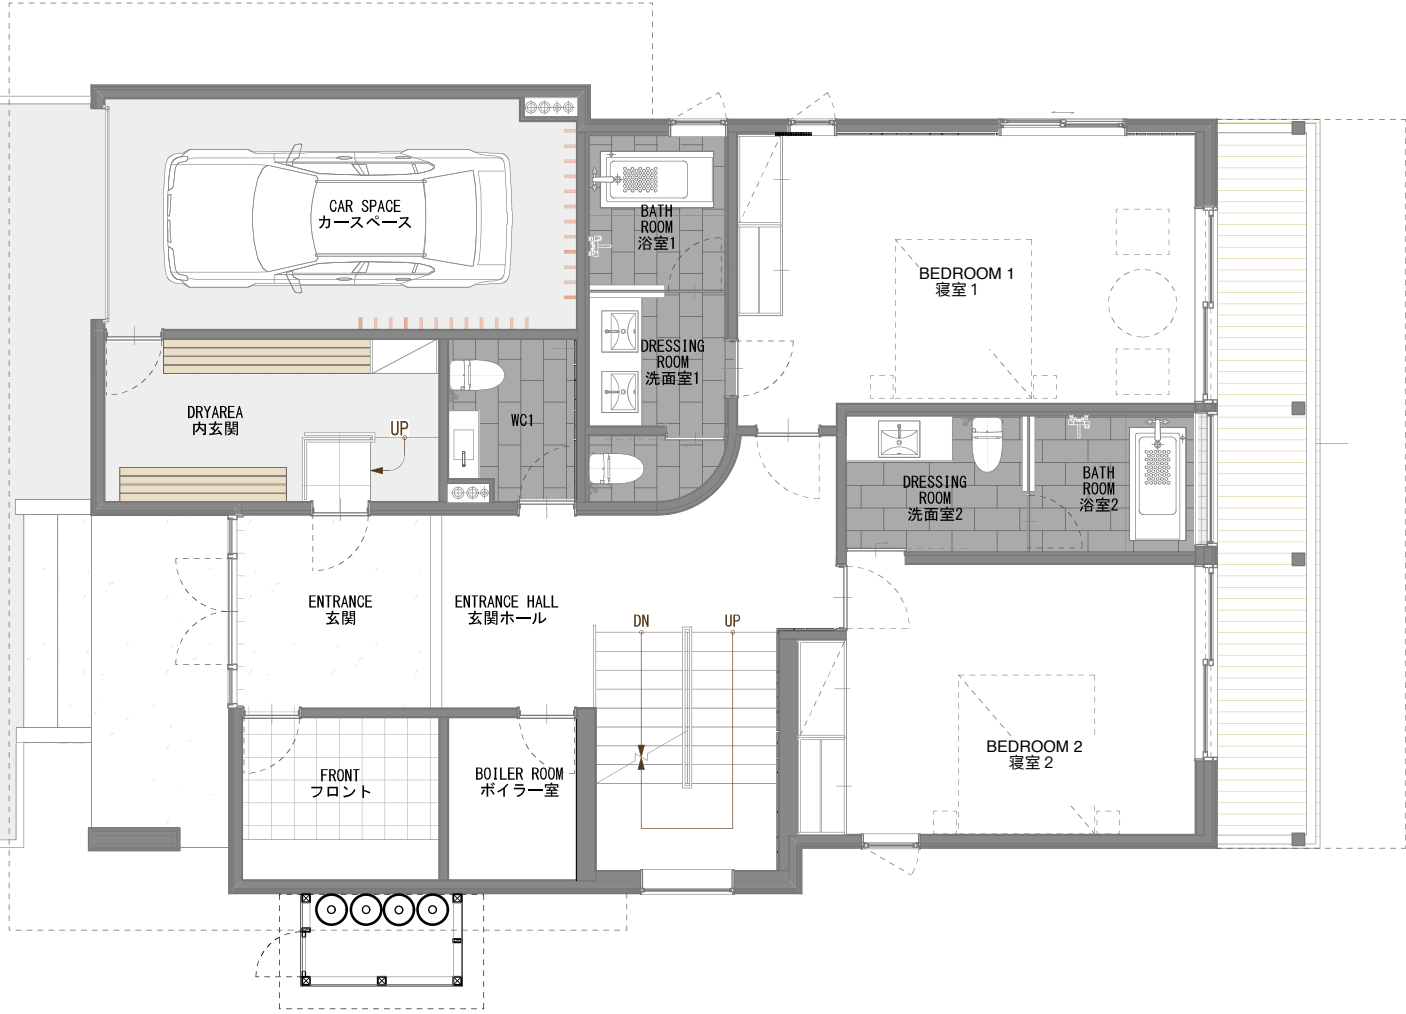 CAR SPACE
カースペース
BATH
ROOM
浴室1
BEDROOM 1
寝室１
DRESSING
ROOM
洗面室1
DRYAREA
内玄関
UP
WC1
DRESSING
ROOM
洗面室2
BATH
ROOM
浴室2
ENTRANCE
玄関
ENTRANCE HALL
玄関ホール
DN
UP
FRONT
フロント
BOILER ROOM
ボイラー室
BEDROOM 2
寝室２